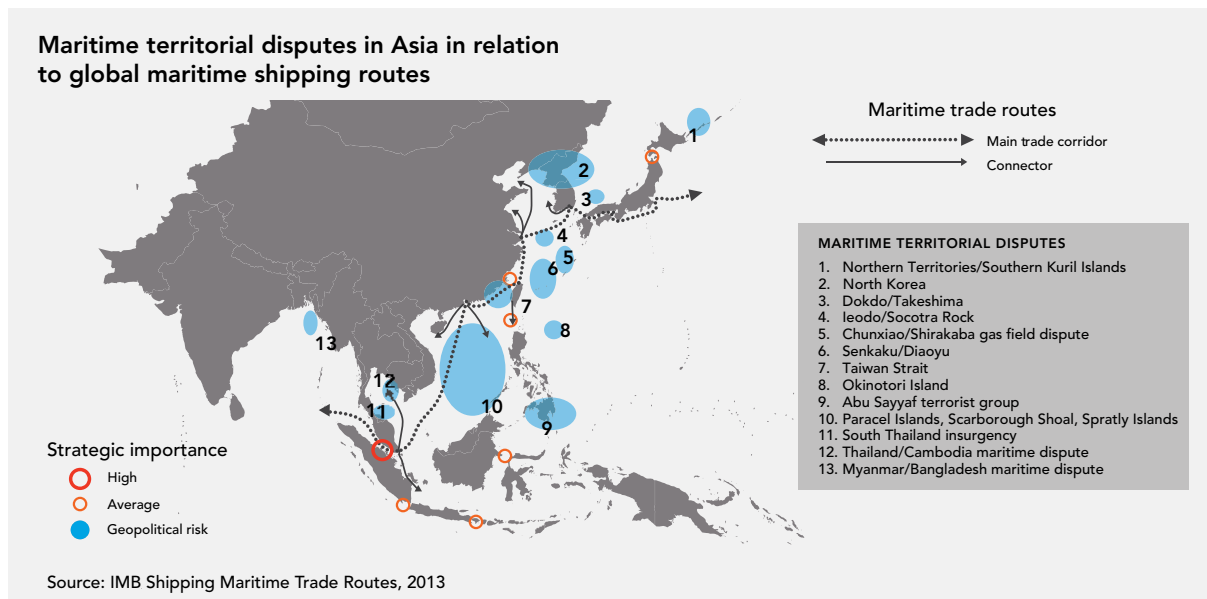 Maritime territorial disputes in Asia in relation
to global maritime shipping routes
Maritime trade routes
Main trade corridor
Connector
1
2
3
4
5
6
7
8
13
12
11
10
9
MARITIME TERRITORIAL DISPUTES
1. Northern Territories/Southern Kuril Islands
2. North Korea
3. Dokdo/Takeshima
4. Ieodo/Socotra Rock
5. Chunxiao/Shirakaba gas field dispute
6. Senkaku/Diaoyu
7. Taiwan Strait
8. Okinotori Island
9. Abu Sayyaf terrorist group
10. Paracel Islands, Scarborough Shoal, Spratly Islands
11. South Thailand insurgency
12. Thailand/Cambodia maritime dispute
13. Myanmar/Bangladesh maritime dispute
Strategic importance
High
Average
Geopolitical risk
Source: IMB Shipping Maritime Trade Routes, 2013